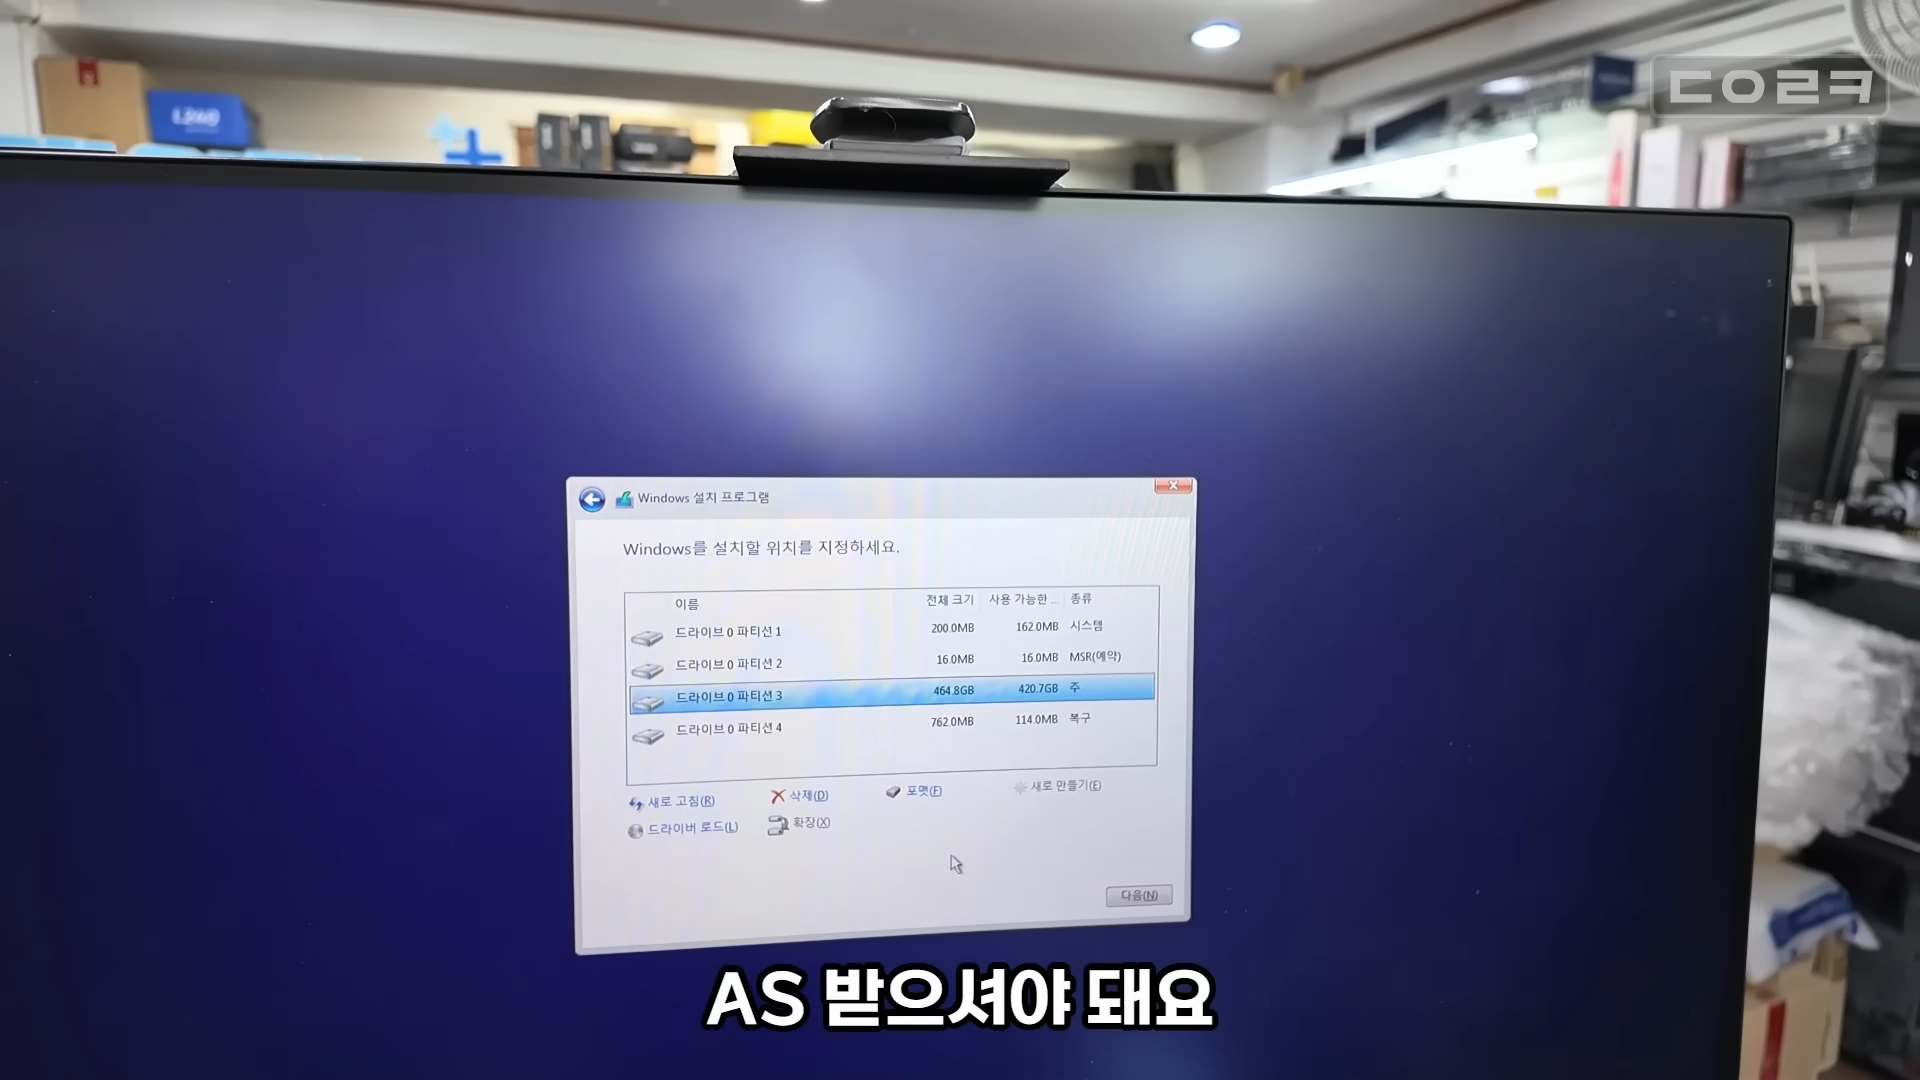 ㄷㅇㄹㅋ
Windows 설치 프로그램
Windows를 설치할 위치를 지정하세요.
이름 전체 크기 사용 가능한 ... 종류
드라이브 0 파티션 1 200.0MB 162.0MB 시스템
드라이브 0 파티션 2 16.0MB 16.0MB MSR(예약)
드라이브 0 파티션 3 464.8GB 420.7GB 주
드라이브 0 파티션 4 762.0MB 114.0MB 복구
새로 고침(R) 삭제(D) 포맷(F) 새로 만들기(E)
드라이버 로드(L) 확장(X)
다음(N)
AS 받으셔야 돼요